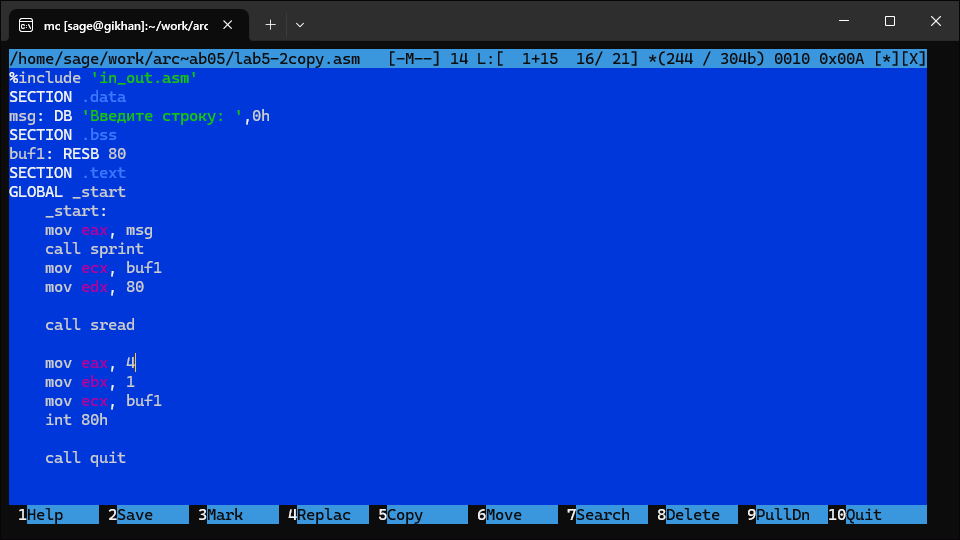 mc [sage@gikhan]:~/work/arc
/home/sage/work/arc~ab05/lab5-2copy.asm   [-M--] 14 L:[  1+15  16/ 21] *(244 / 304b) 0010 0x00A [*][X]
%include 'in_out.asm'
SECTION .data
msg: DB 'Введите строку: ',0h
SECTION .bss
buf1: RESB 80
SECTION .text
GLOBAL _start
    _start:
    mov eax, msg
    call sprint
    mov ecx, buf1
    mov edx, 80
    call sread
    mov eax, 4
    mov ebx, 1
    mov ecx, buf1
    int 80h
    call quit
1Help 2Save 3Mark 4Replac 5Copy 6Move 7Search 8Delete 9PullDn 10Quit